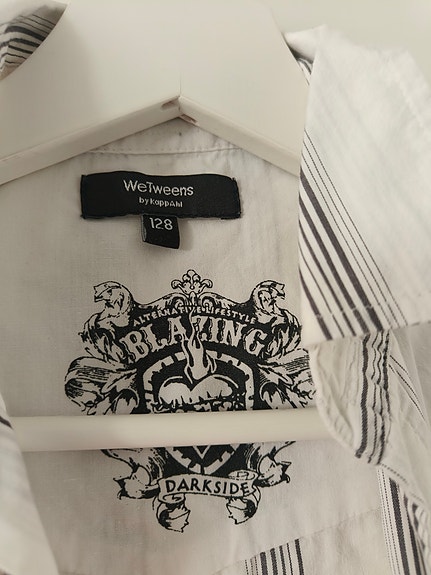 WeTweens
by KappAhl
128
ALTERNATIVE LIFESTYLE
BLAZING
DARKSIDE